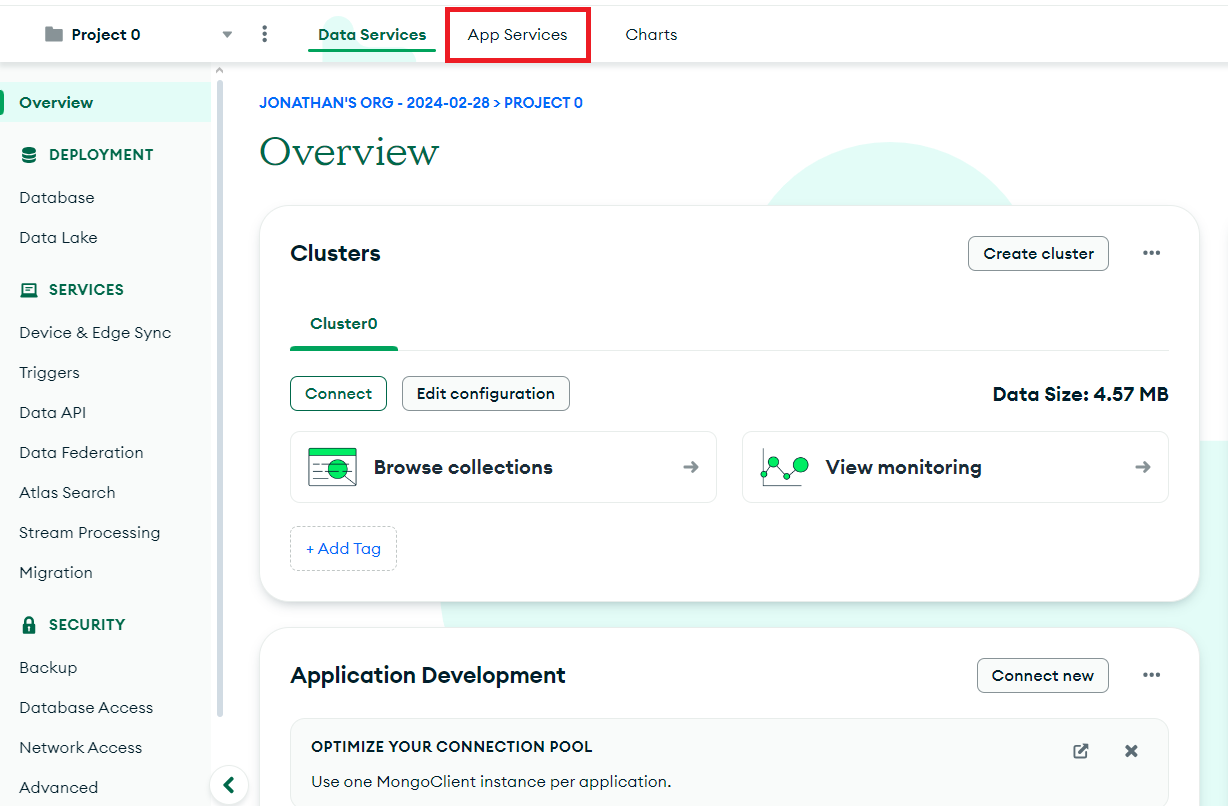 Project 0
Data Services
App Services
Charts
Overview
DEPLOYMENT
Database
Data Lake
SERVICES
Device & Edge Sync
Triggers
Data API
Data Federation
Atlas Search
Stream Processing
Migration
SECURITY
Backup
Database Access
Network Access
Advanced
JONATHAN'S ORG - 2024-02-28 > PROJECT 0
Overview
Clusters
Create cluster
Cluster0
Connect
Edit configuration
Data Size: 4.57 MB
Browse collections
View monitoring
+ Add Tag
Application Development
Connect new
OPTIMIZE YOUR CONNECTION POOL
Use one MongoClient instance per application.